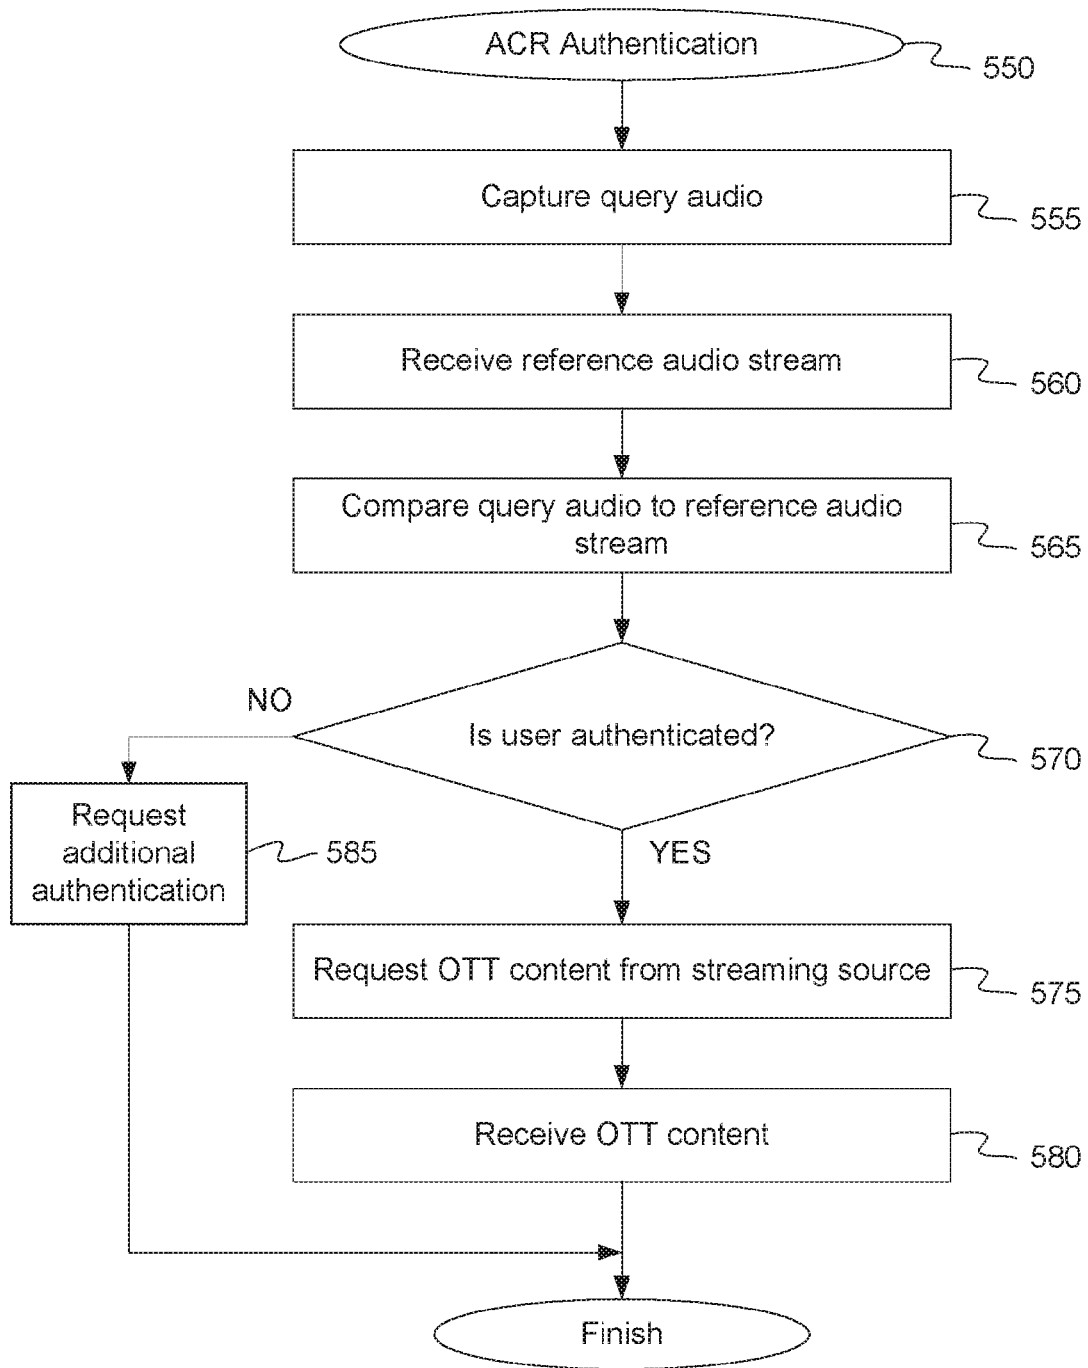 ACR Authentication
550
Capture query audio
555
Receive reference audio stream
560
Compare query audio to reference audio
stream
565
NO
Is user authenticated?
570
Request
additional
authentication
585
YES
Request OTT content from streaming source
575
Receive OTT content
580
Finish